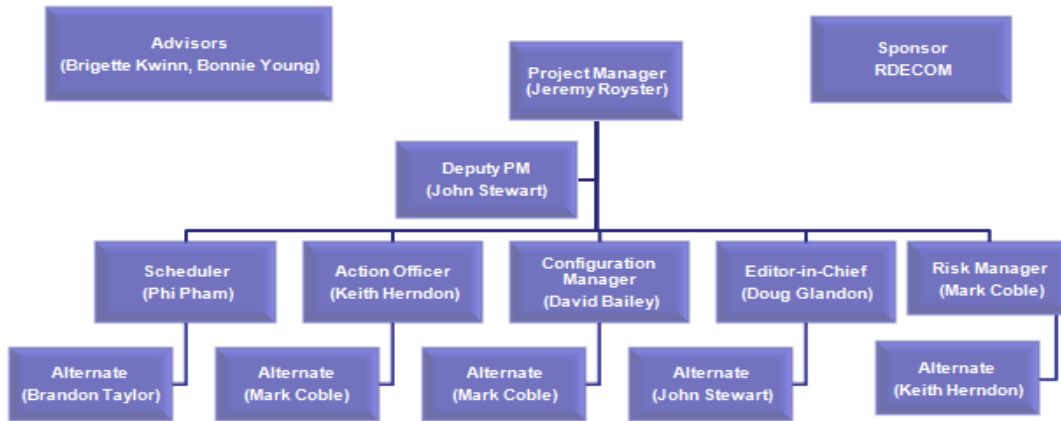 Advisors
(Brigette Kwinn, Bonnie Young)
Project Manager
(Jeremy Royster)
Sponsor
RDECOM
Deputy PM
(John Stewart)
Scheduler
(Phi Pham)
Action Officer
(Keith Herndon)
Configuration
Manager
(David Bailey)
Editor-in-Chief
(Doug Glandon)
Risk Manager
(Mark Coble)
Alternate
(Brandon Taylor)
Alternate
(Mark Coble)
Alternate
(Mark Coble)
Alternate
(John Stewart)
Alternate
(Keith Herndon)